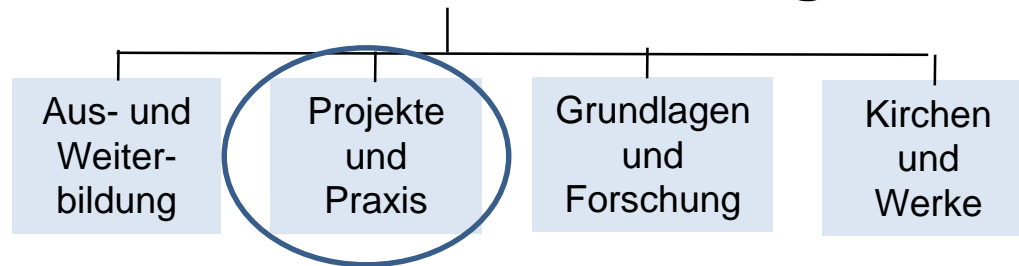 Aus- und
Weiter-
bildung
Projekte
und
Praxis
Grundlagen
und
Forschung
Kirchen
und
Werke